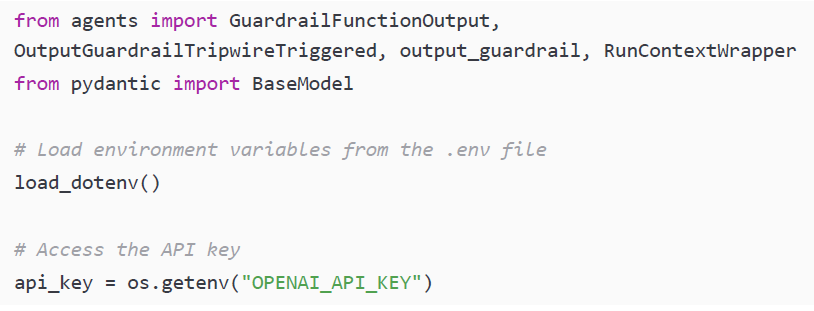 from agents import GuardrailFunctionOutput,
OutputGuardrailTripwireTriggered, output_guardrail, RunContextWrapper
from pydantic import BaseModel
# Load environment variables from the .env file
load_dotenv()
# Access the API key
api_key = os.getenv("OPENAI_API_KEY")